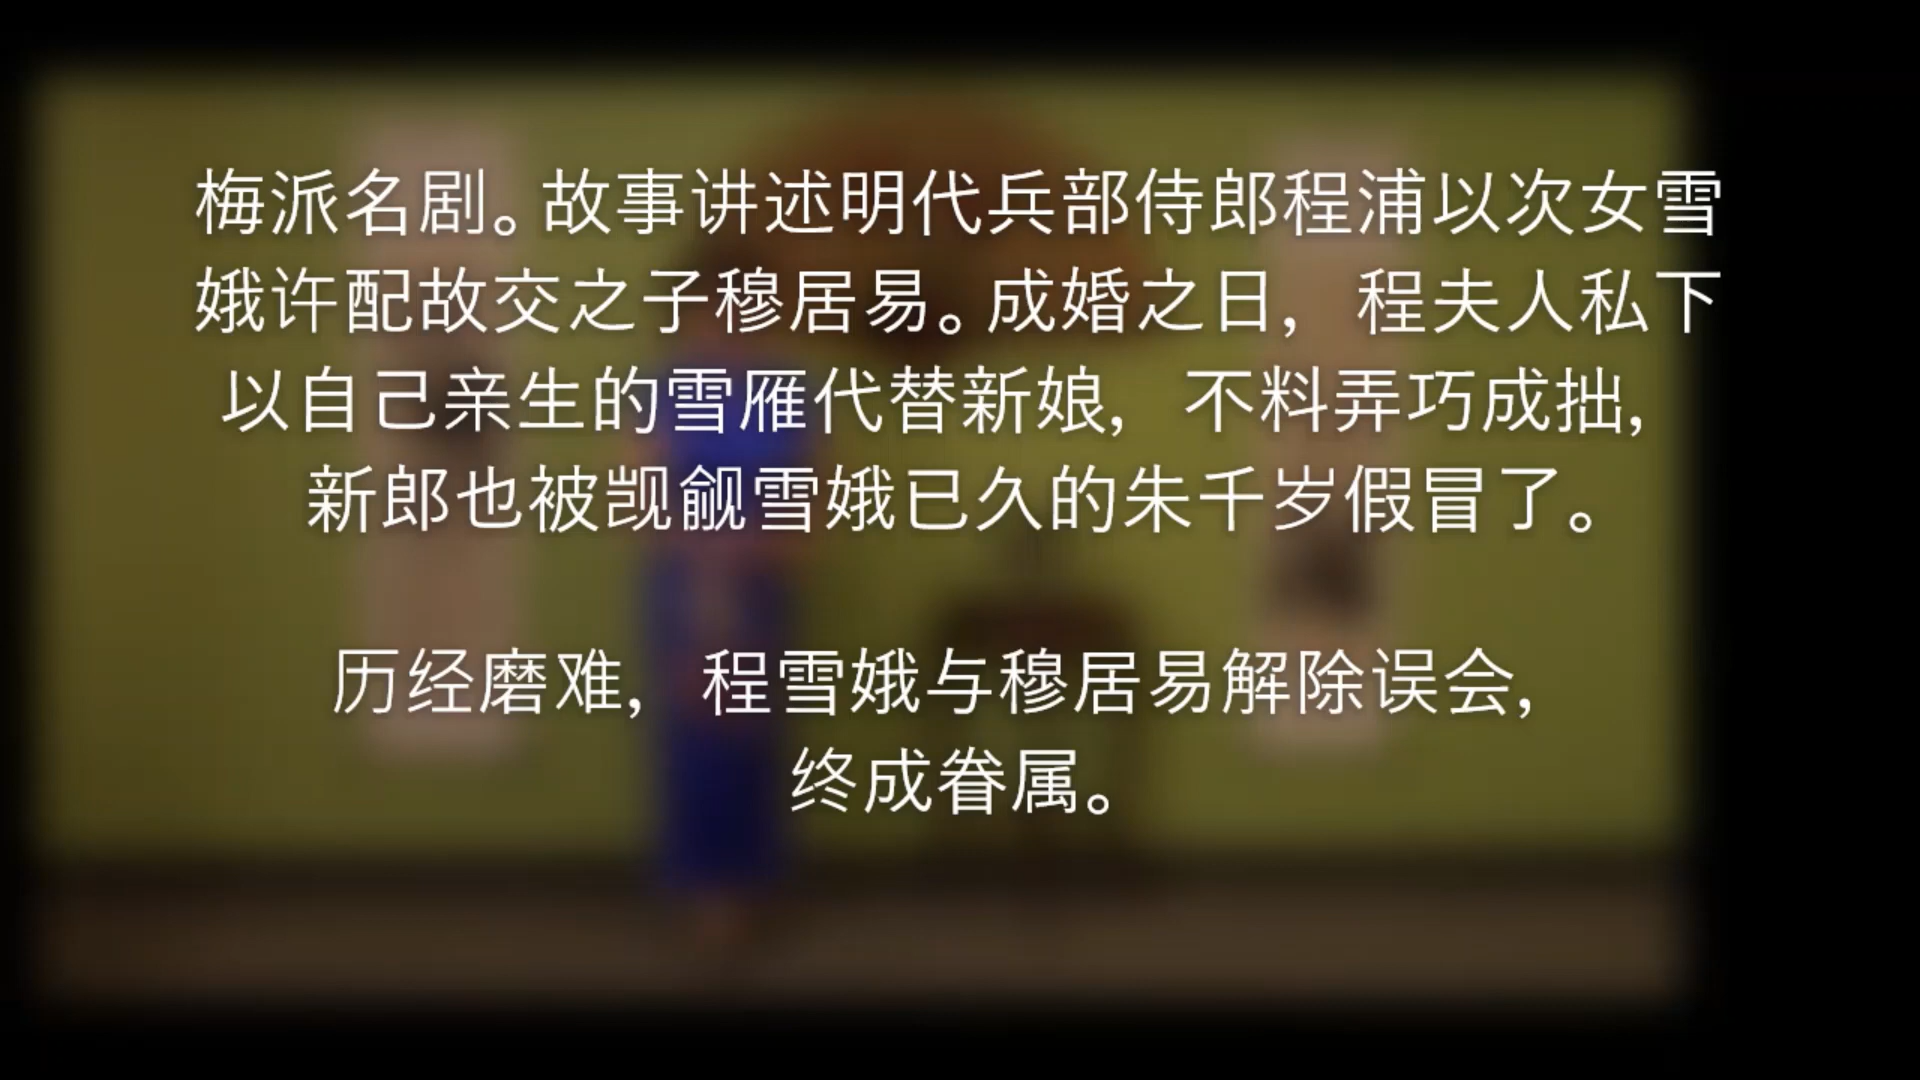 梅派名剧。故事讲述明代兵部侍郎程浦以次女雪
娥许配故交之子穆居易。成婚之日，程夫人私下
以自己亲生的雪雁代替新娘，不料弄巧成拙，
新郎也被觊觎雪娥已久的朱千岁假冒了。
历经磨难，程雪娥与穆居易解除误会，
终成眷属。